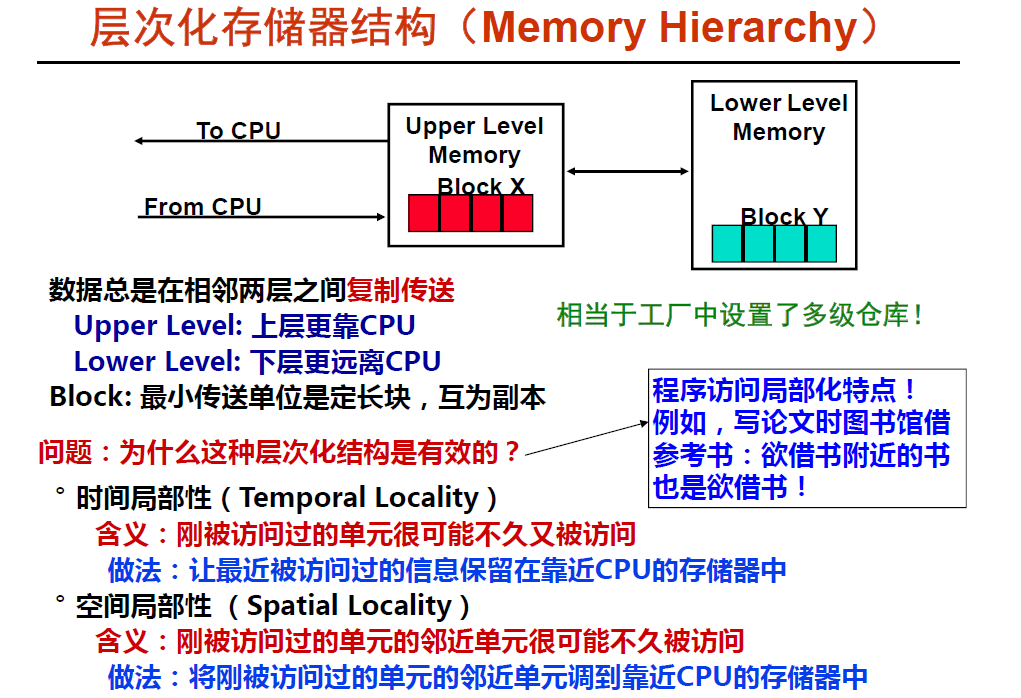 层次化存储器结构（Memory Hierarchy）
To CPU
From CPU
Upper Level
Memory
Block X
Lower Level
Memory
Block Y
数据总是在相邻两层之间复制传送
Upper Level: 上层更靠CPU
Lower Level: 下层更远离CPU
Block: 最小传送单位是定长块，互为副本
相当于工厂中设置了多级仓库！
问题：为什么这种层次化结构是有效的？
程序访问局部化特点！
例如，写论文时图书馆借
参考书：欲借书附近的书
也是欲借书！
° 时间局部性（Temporal Locality）
含义：刚被访问过的单元很可能不久又被访问
做法：让最近被访问过的信息保留在靠近CPU的存储器中
° 空间局部性 （Spatial Locality）
含义：刚被访问过的单元的邻近单元很可能不久被访问
做法：将刚被访问过的单元的邻近单元调到靠近CPU的存储器中